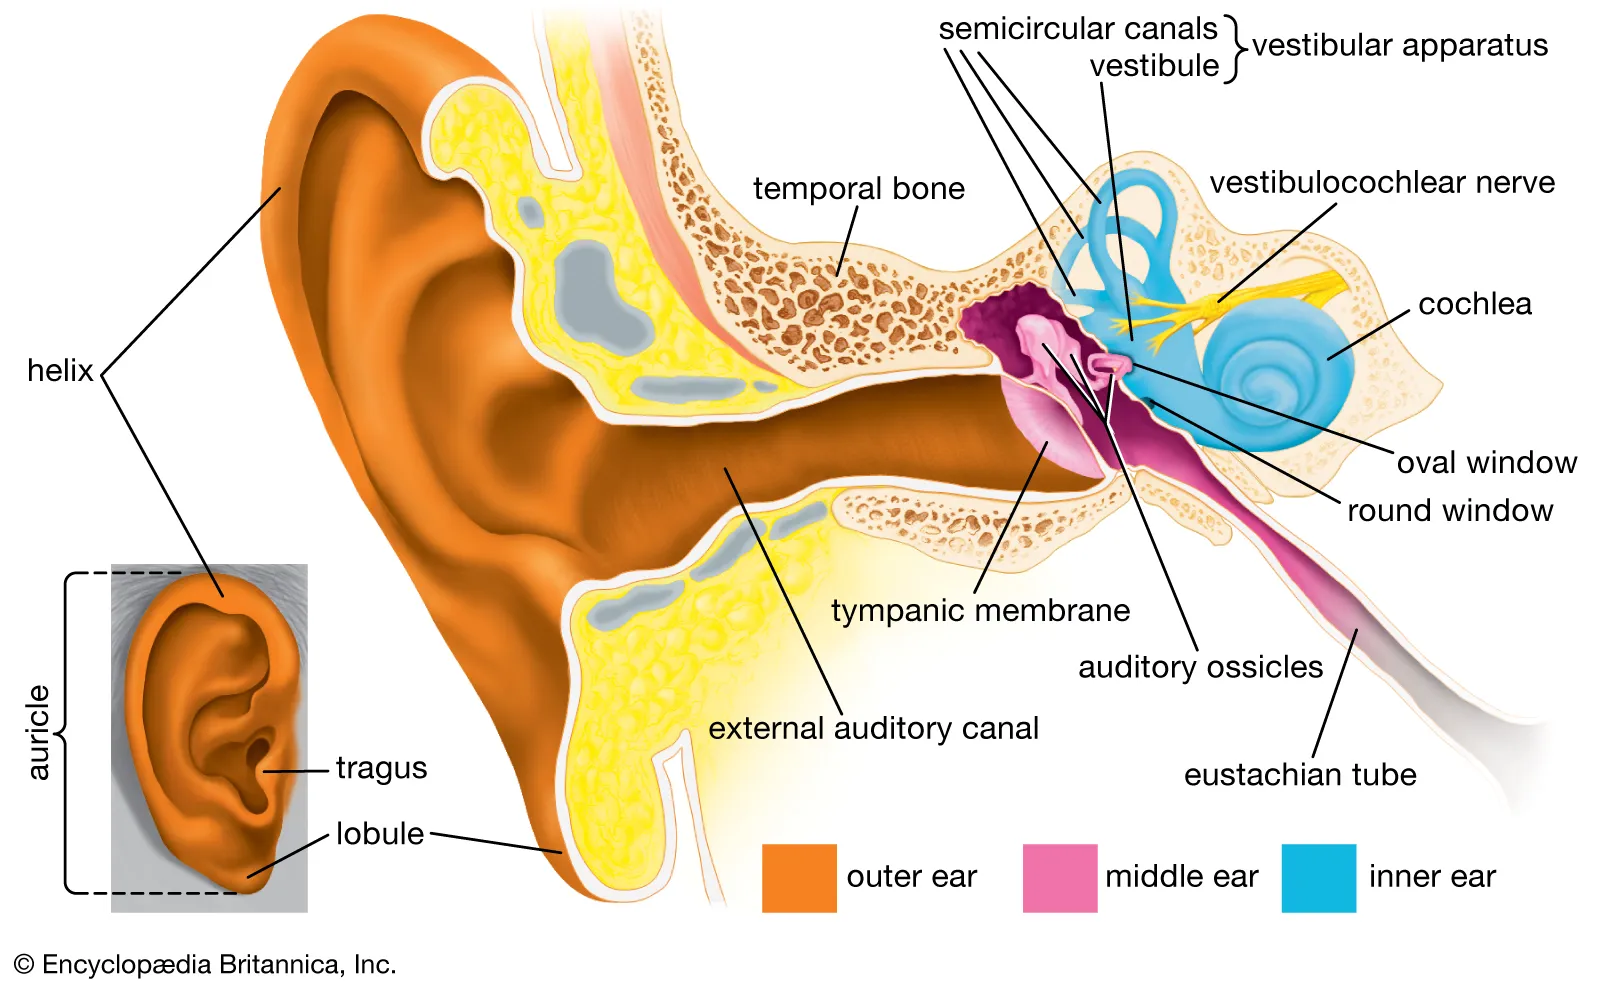 semicircular canals
vestibule
vestibular apparatus
temporal bone
vestibulocochlear nerve
cochlea
helix
oval window
round window
tympanic membrane
auditory ossicles
external auditory canal
eustachian tube
auricle
tragus
lobule
outer ear
middle ear
inner ear
© Encyclopædia Britannica, Inc.